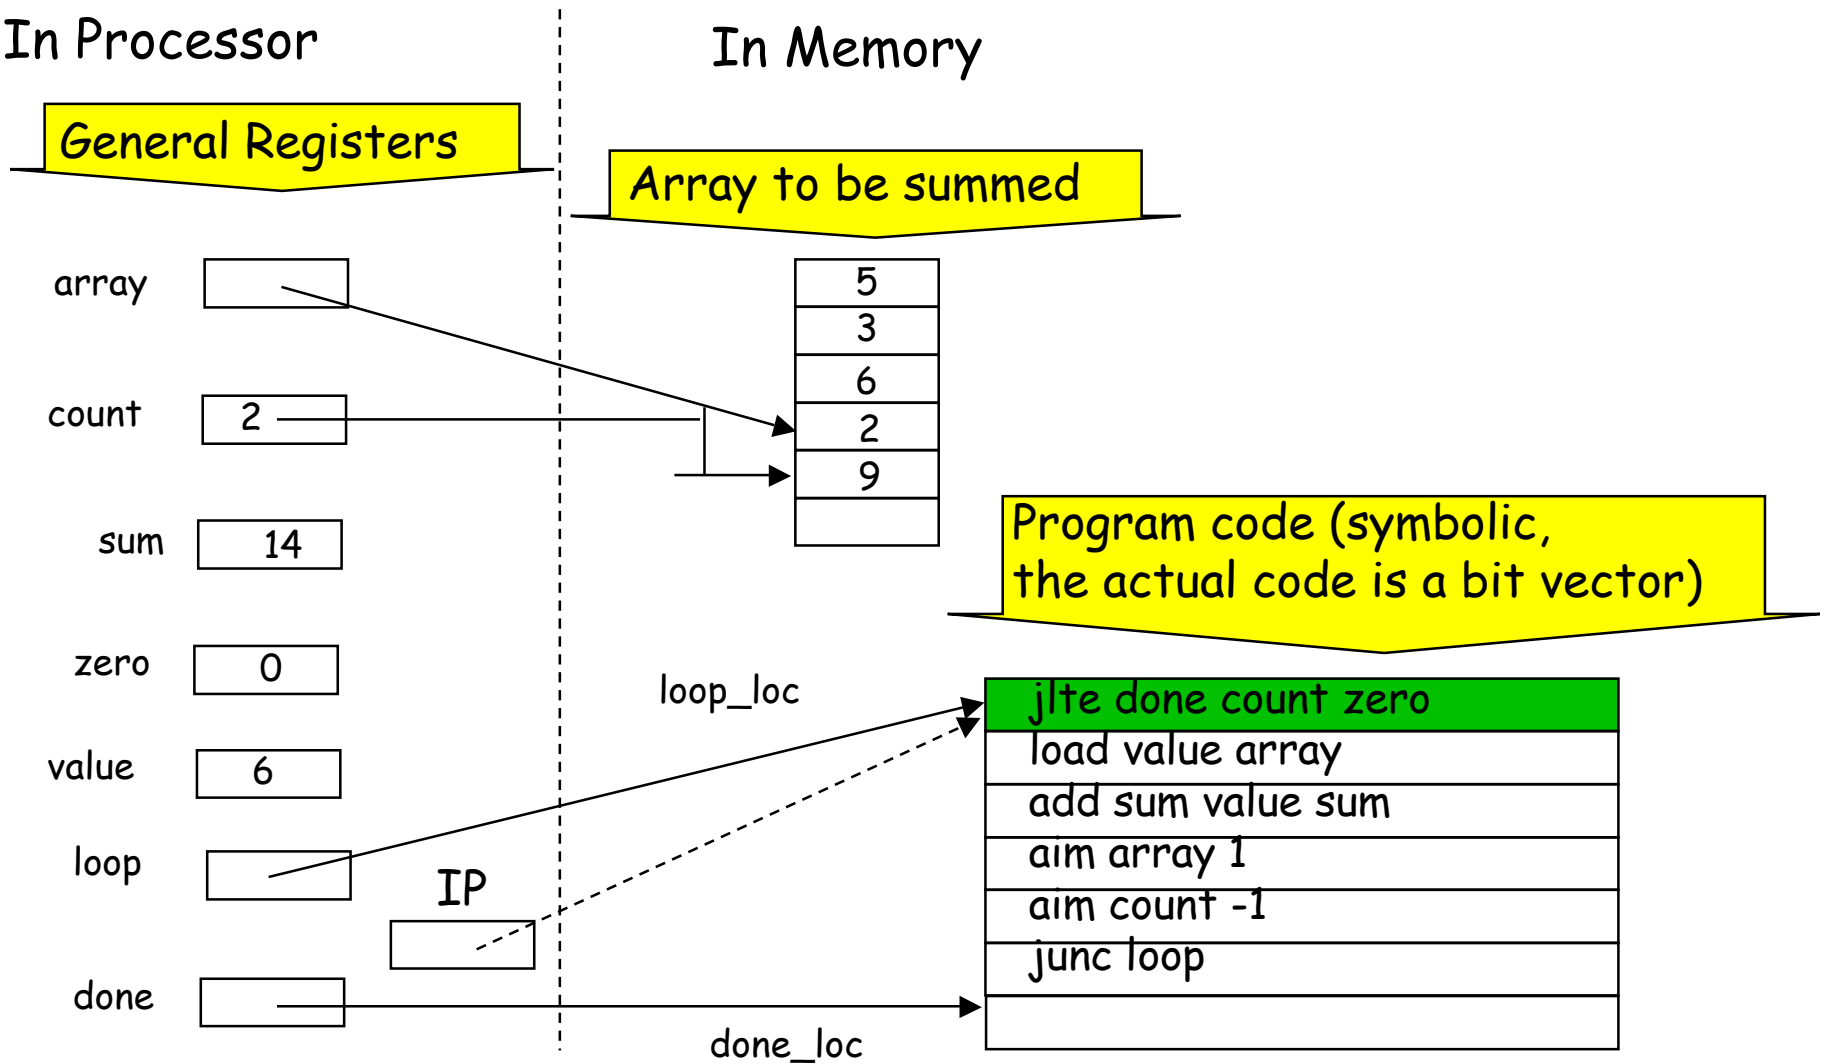 In Processor
In Memory
General Registers
Array to be summed
array
5
3
6
count
2
2
9
sum
14
Program code (symbolic,
the actual code is a bit vector)
zero
0
loop_loc
jlte done count zero
value
6
load value array
add sum value sum
loop
IP
aim array 1
aim count -1
junc loop
done
done_loc